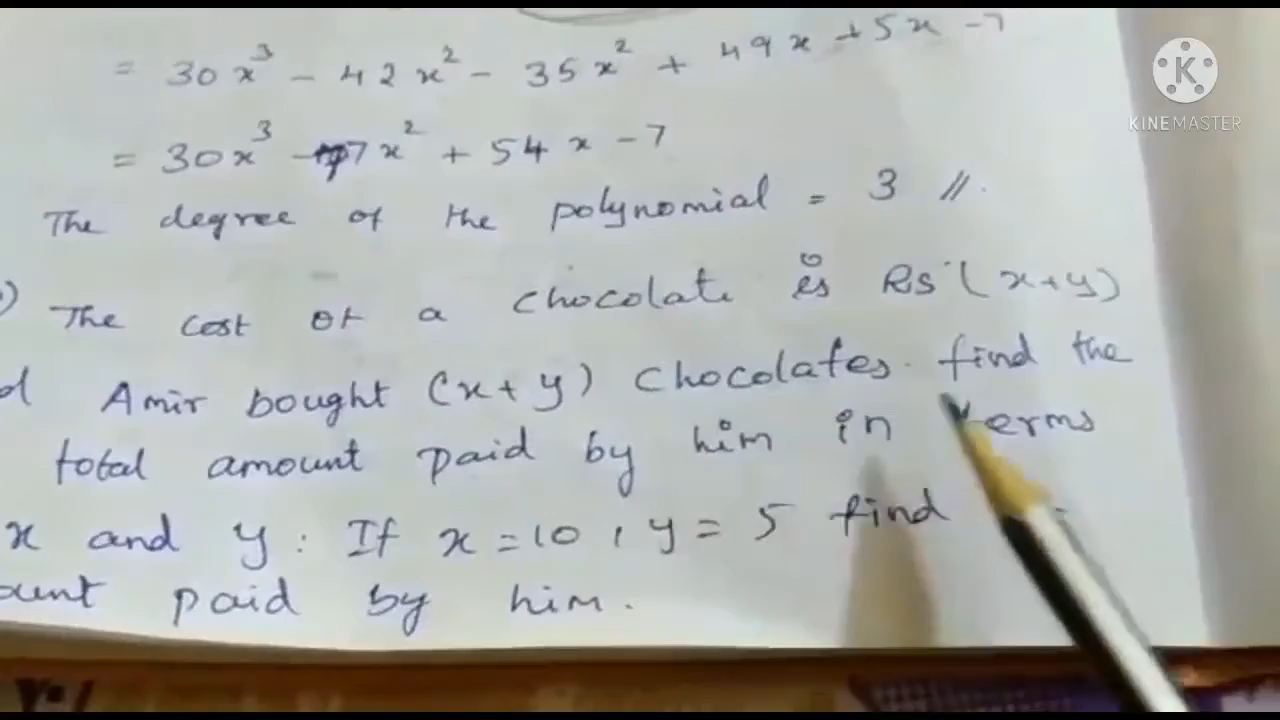 = 30x³ - 42x² - 35x² + 49x + 5x - 7
= 30x³ - 77x² + 54x - 7
The degree of the polynomial = 3 //.
) The cost of a chocolate is Rs (x+y)
d Amir bought (x+y) chocolates. find the
total amount paid by him in terms
x and y : If x = 10 , y = 5 find
ount paid by him.
KINEMASTER